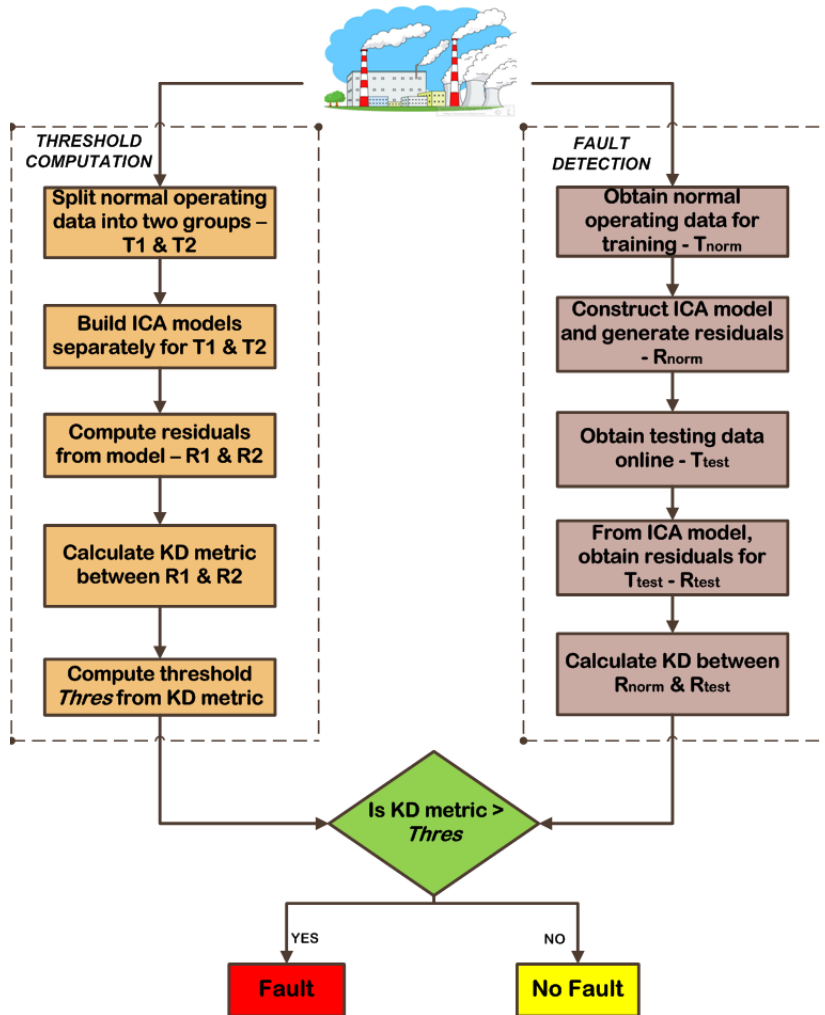 THRESHOLD
COMPUTATION
Split normal operating
data into two groups –
T1 & T2
Build ICA models
separately for T1 & T2
Compute residuals
from model – R1 & R2
Calculate KD metric
between R1 & R2
Compute threshold
Thres from KD metric
FAULT
DETECTION
Obtain normal
operating data for
training - Tnorm
Construct ICA model
and generate residuals
- Rnorm
Obtain testing data
online - Ttest
From ICA model,
obtain residuals for
Ttest - Rtest
Calculate KD between
Rnorm & Rtest
Is KD metric >
Thres
YES
NO
Fault
No Fault